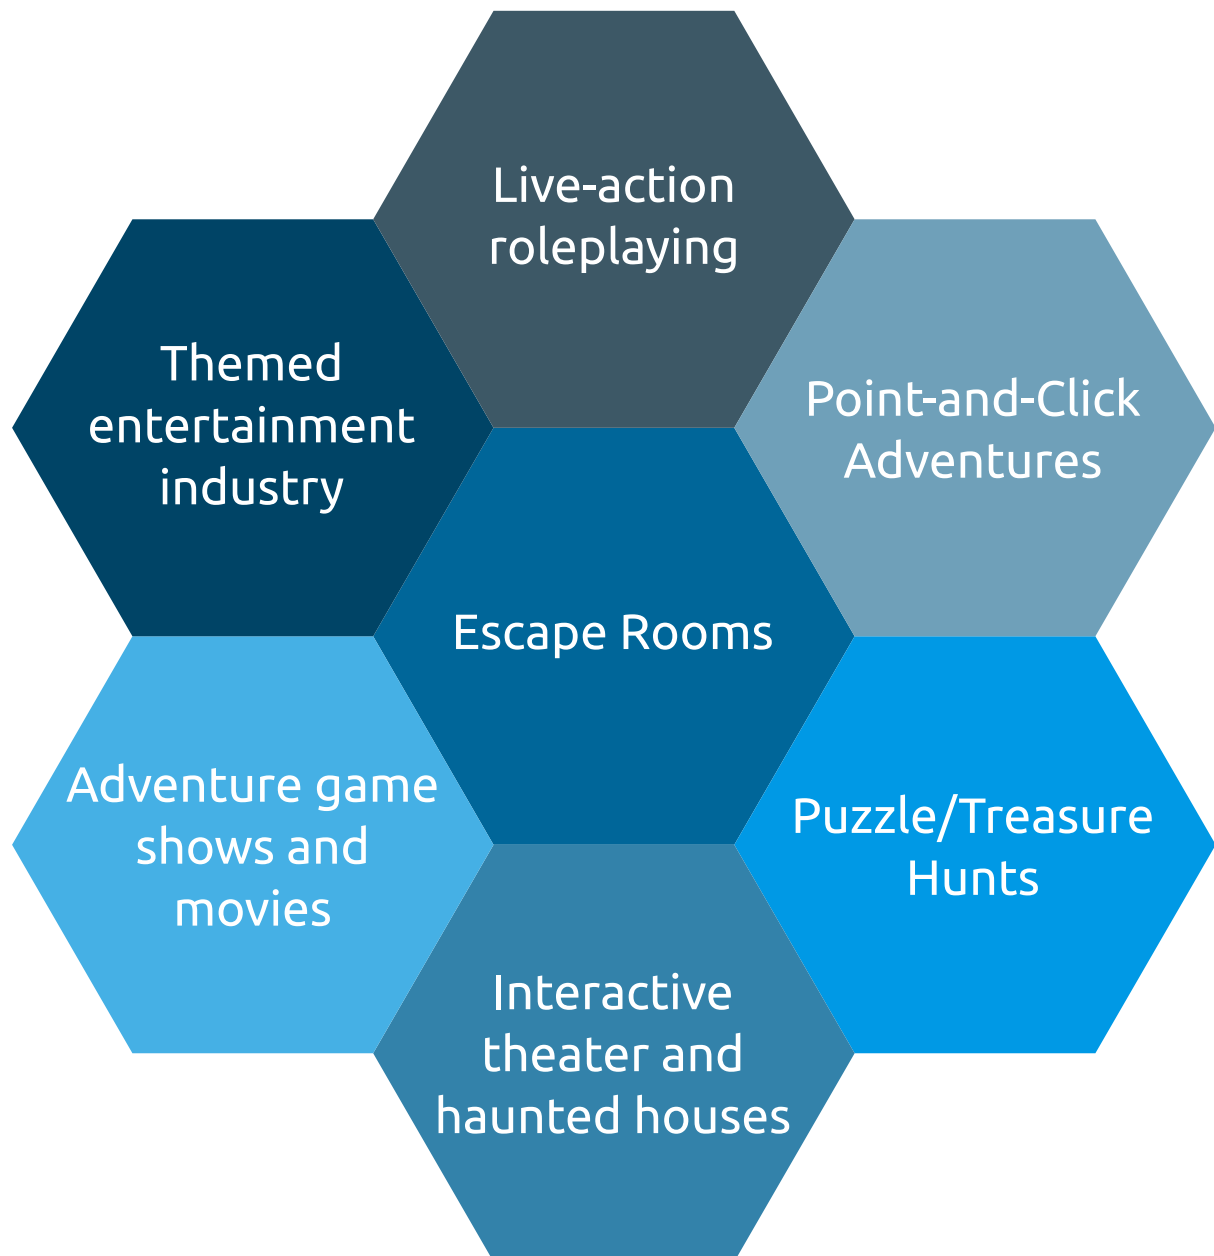 Live-action
roleplaying
Themed
entertainment
industry
Point-and-Click
Adventures
Escape Rooms
Adventure game
shows and
movies
Puzzle/Treasure
Hunts
Interactive
theater and
haunted houses